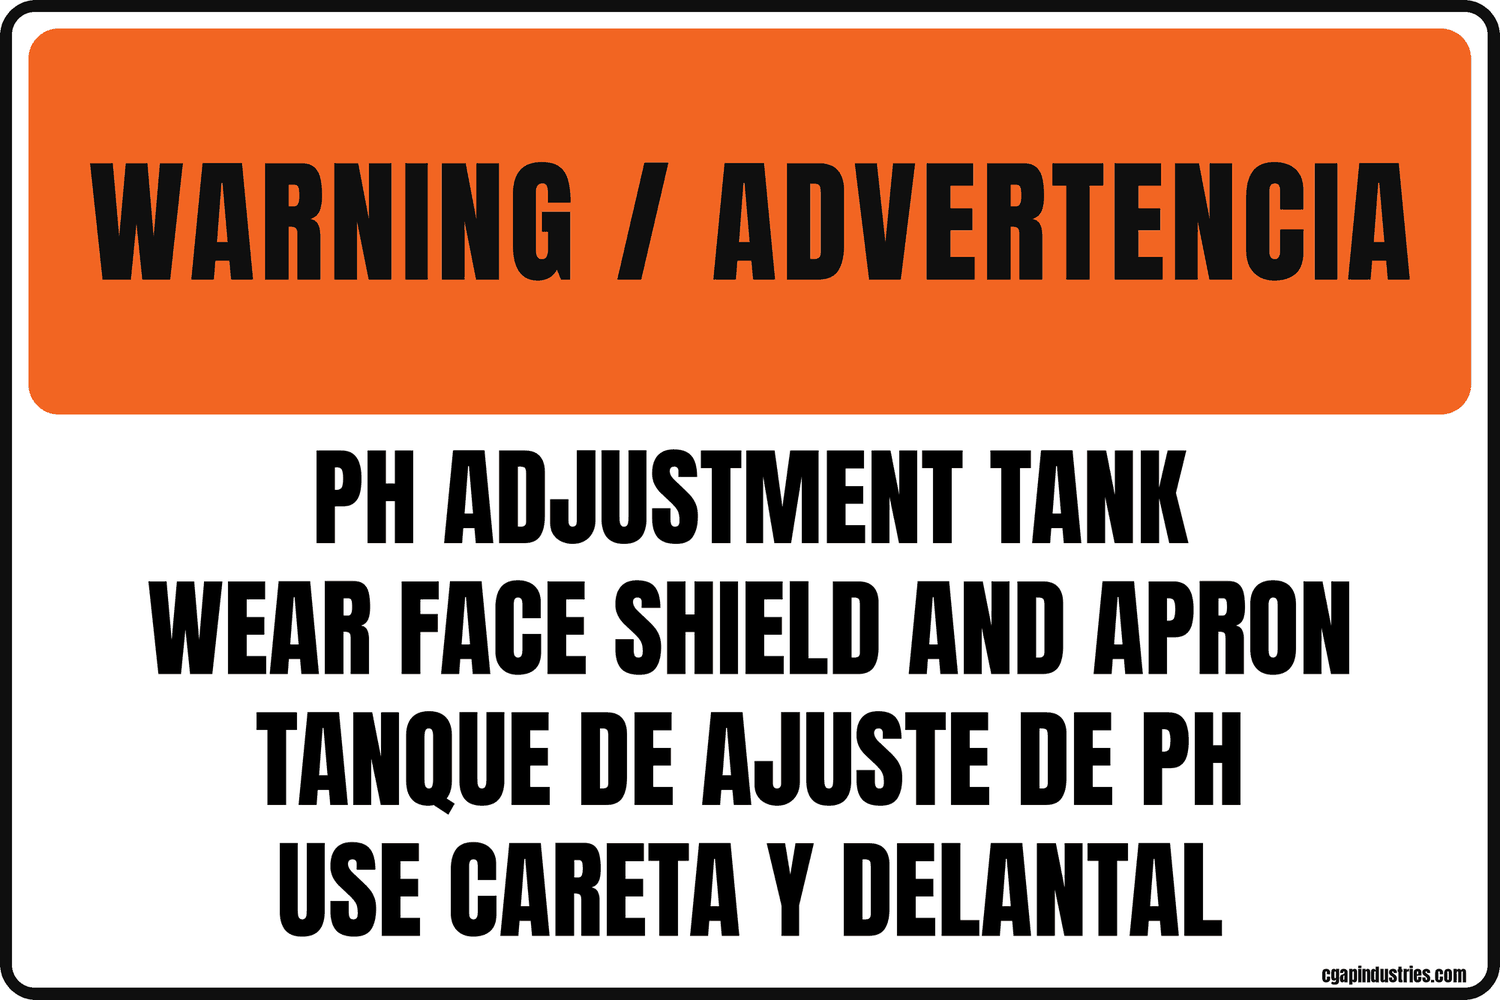 WARNING / ADVERTENCIA
PH ADJUSTMENT TANK
WEAR FACE SHIELD AND APRON
TANQUE DE AJUSTE DE PH
USE CARETA Y DELANTAL
cgapindustries.com